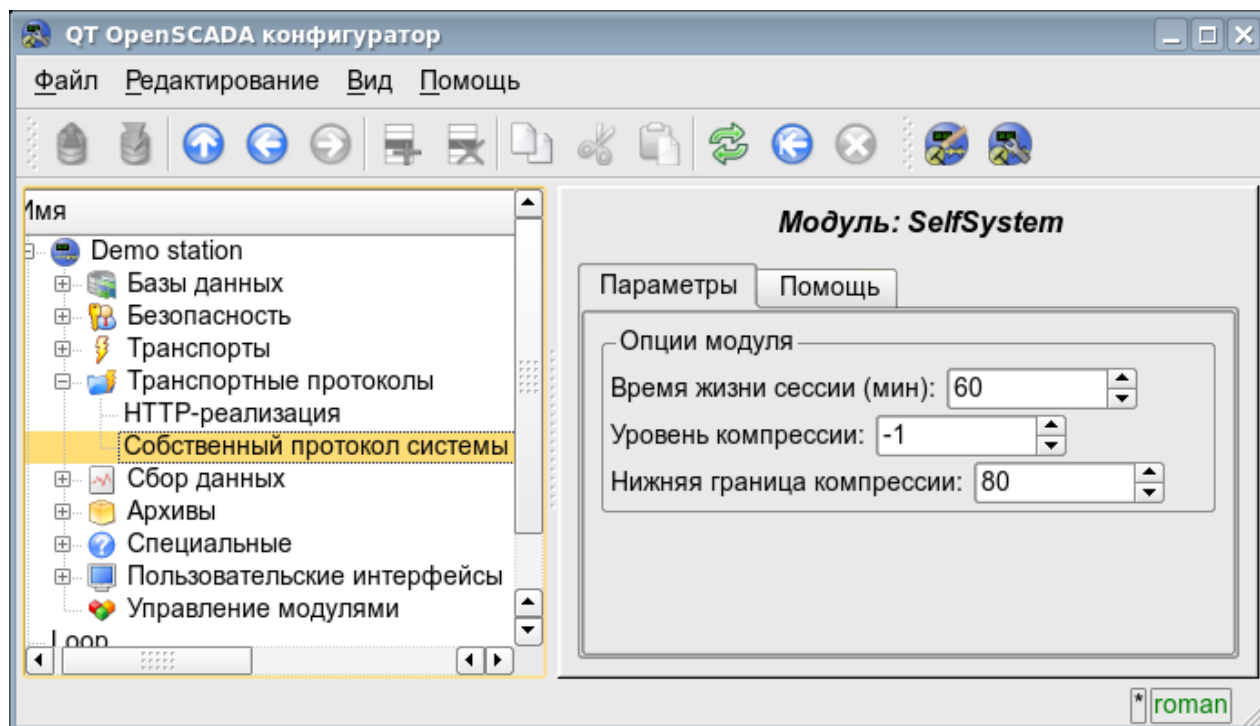 QT OpenSCADA конфигуратор
Файл Редактирование Вид Помощь
Имя
Demo station
Базы данных
Безопасность
Транспорты
Транспортные протоколы
HTTP-реализация
Собственный протокол системы
Сбор данных
Архивы
Специальные
Пользовательские интерфейсы
Управление модулями
Loop
Модуль: SelfSystem
Параметры Помощь
Опции модуля
Время жизни сессии (мин): 60
Уровень компрессии: -1
Нижняя граница компрессии: 80
* roman